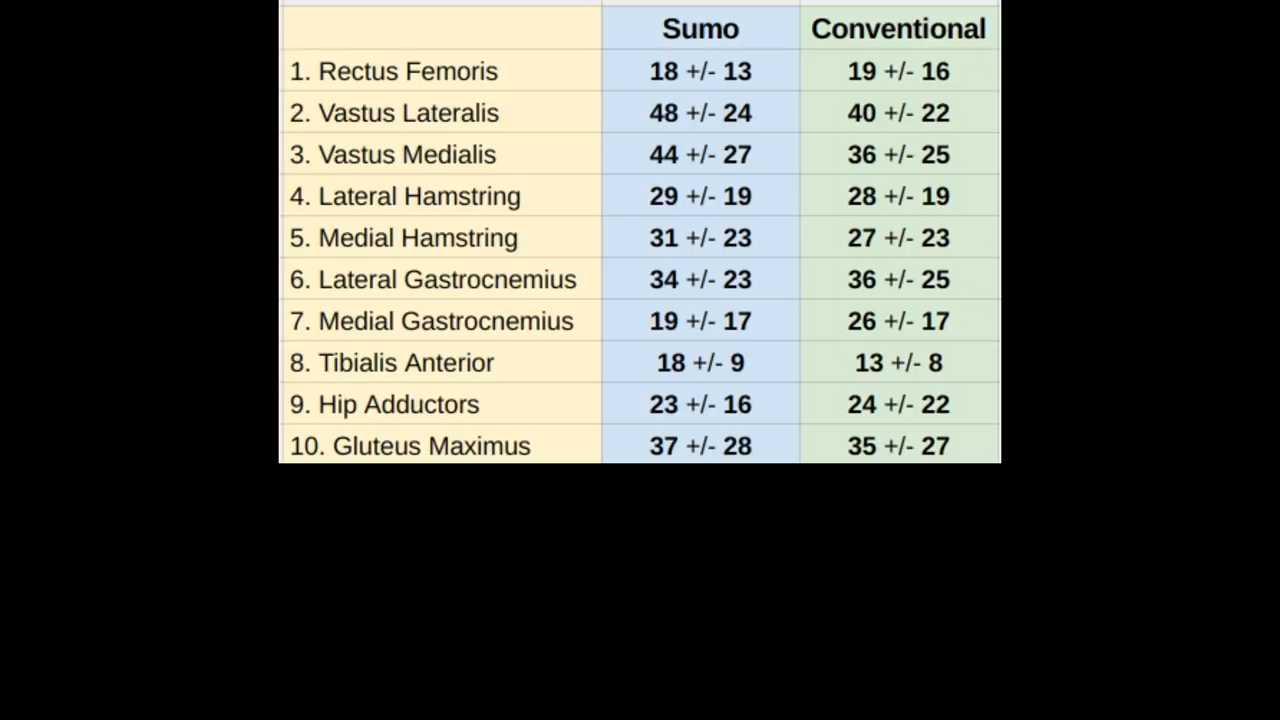 Sumo Conventional
1. Rectus Femoris 18 +/- 13 19 +/- 16
2. Vastus Lateralis 48 +/- 24 40 +/- 22
3. Vastus Medialis 44 +/- 27 36 +/- 25
4. Lateral Hamstring 29 +/- 19 28 +/- 19
5. Medial Hamstring 31 +/- 23 27 +/- 23
6. Lateral Gastrocnemius 34 +/- 23 36 +/- 25
7. Medial Gastrocnemius 19 +/- 17 26 +/- 17
8. Tibialis Anterior 18 +/- 9 13 +/- 8
9. Hip Adductors 23 +/- 16 24 +/- 22
10. Gluteus Maximus 37 +/- 28 35 +/- 27